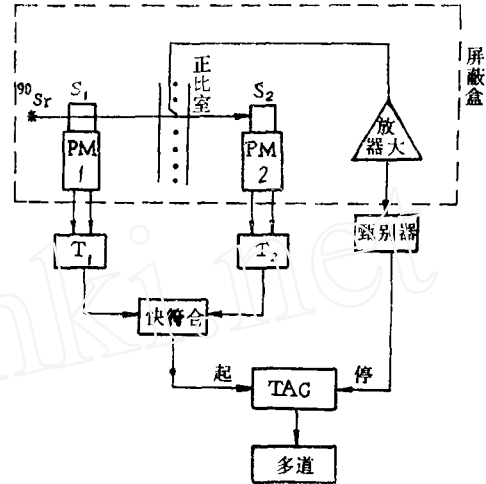 屏蔽盒
正比室
⁹⁰Sr
S₁
S₂
PM
1
PM
2
放
大
器
T₁
T₂
甄别器
快符合
起
TAC
停
多道